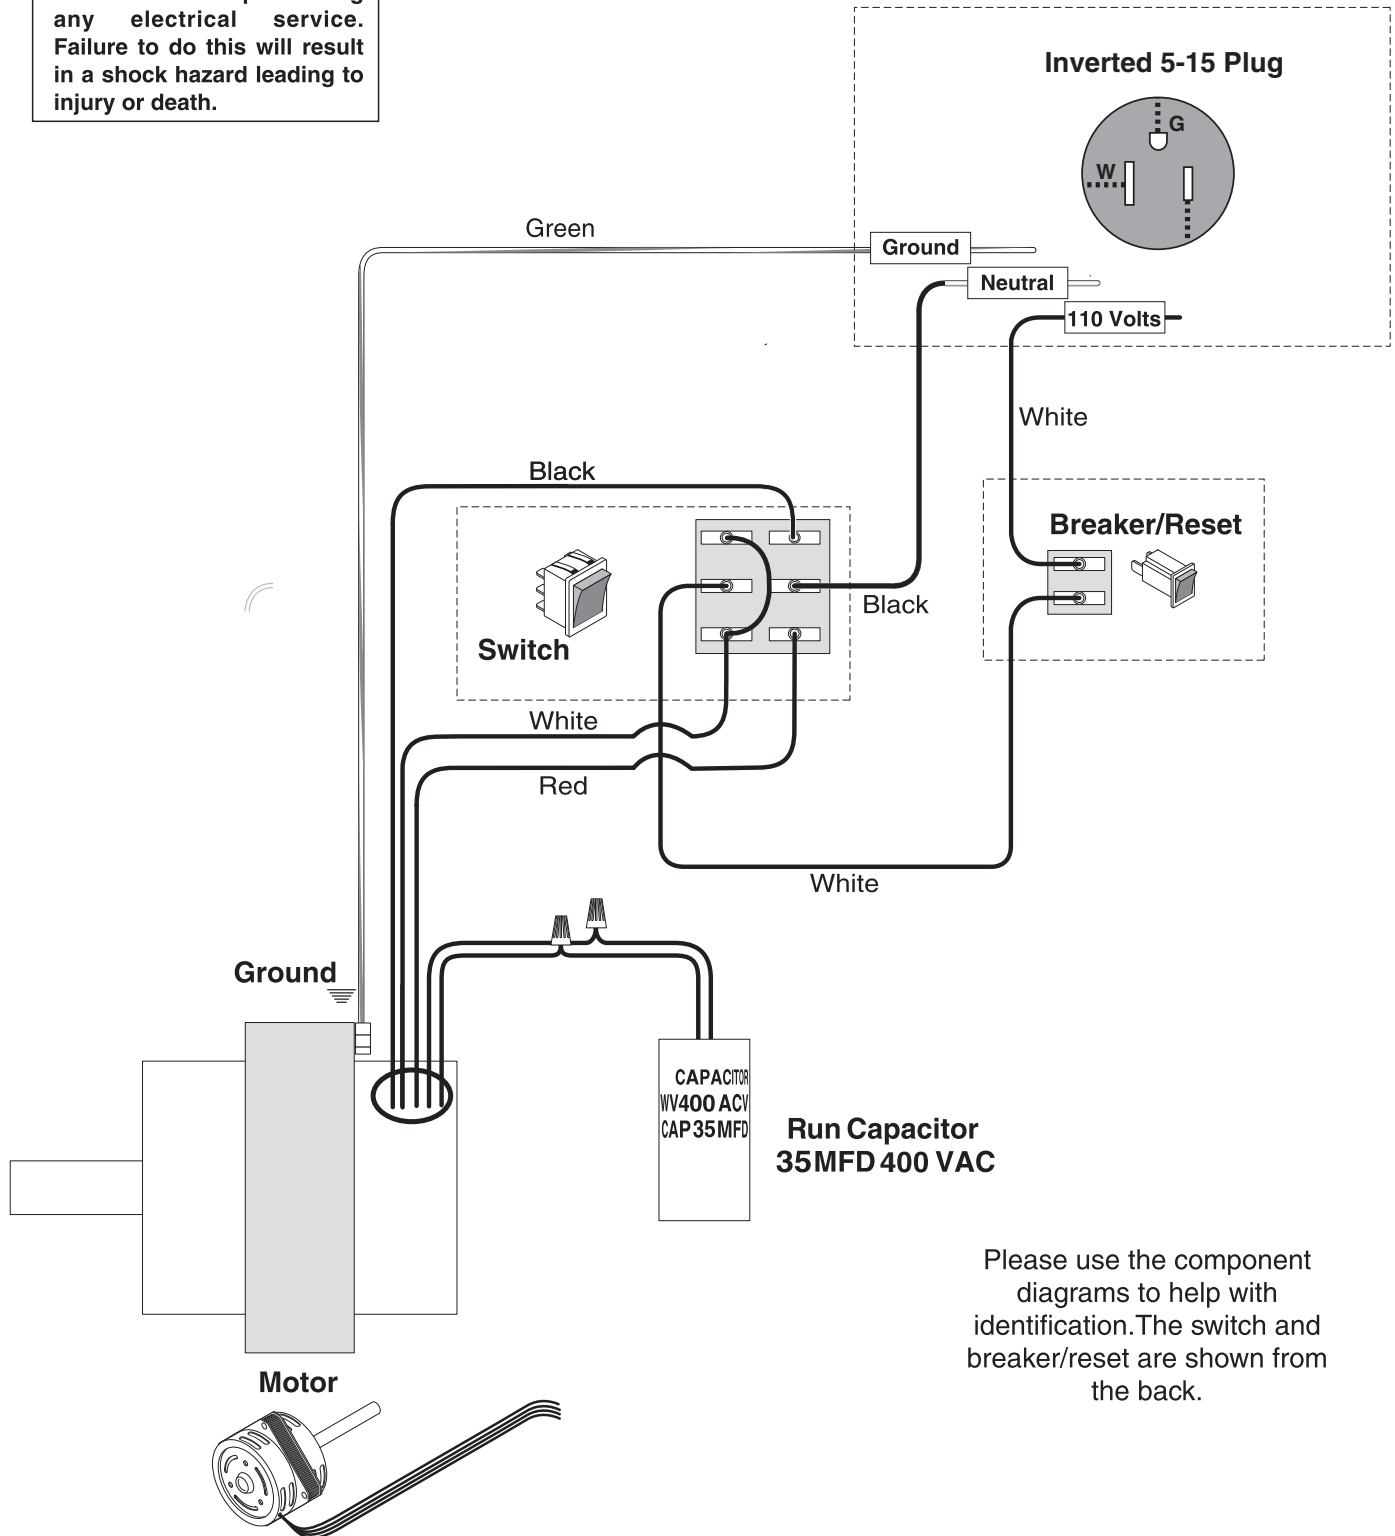 any electrical service.
Failure to do this will result
in a shock hazard leading to
injury or death.
Inverted 5-15 Plug
G
W
Green
Ground
Neutral
110 Volts
White
Black
Breaker/Reset
Black
Switch
White
Red
White
Ground
CAPACITOR
WV400 ACV
CAP 35MFD
Run Capacitor
35MFD 400 VAC
Please use the component
diagrams to help with
identification.The switch and
breaker/reset are shown from
the back.
Motor